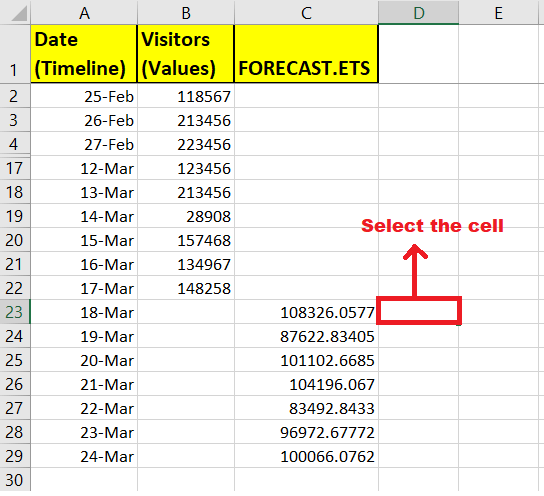 A B C D E
1 Date (Timeline) Visitors (Values) FORECAST.ETS
2 25-Feb 118567
3 26-Feb 213456
4 27-Feb 223456
17 12-Mar 123456
18 13-Mar 213456
19 14-Mar 28908
20 15-Mar 157468 Select the cell
21 16-Mar 134967
22 17-Mar 148258
23 18-Mar 108326.0577
24 19-Mar 87622.83405
25 20-Mar 101102.6685
26 21-Mar 104196.067
27 22-Mar 83492.8433
28 23-Mar 96972.67772
29 24-Mar 100066.0762
30